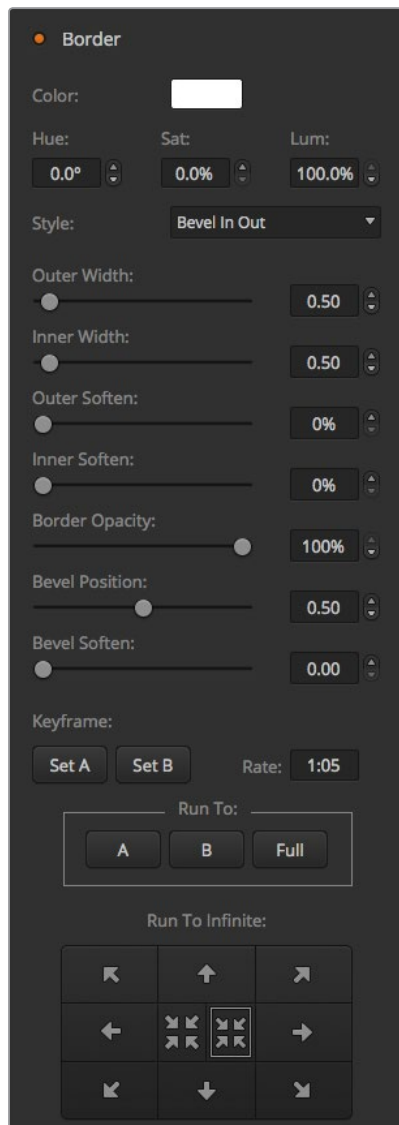 Border
Color:
Hue: Sat: Lum:
0.0° 0.0% 100.0%
Style: Bevel In Out
Outer Width:
0.50
Inner Width:
0.50
Outer Soften:
0%
Inner Soften:
0%
Border Opacity:
100%
Bevel Position:
0.50
Bevel Soften:
0.00
Keyframe:
Set A Set B Rate: 1:05
Run To:
A B Full
Run To Infinite: